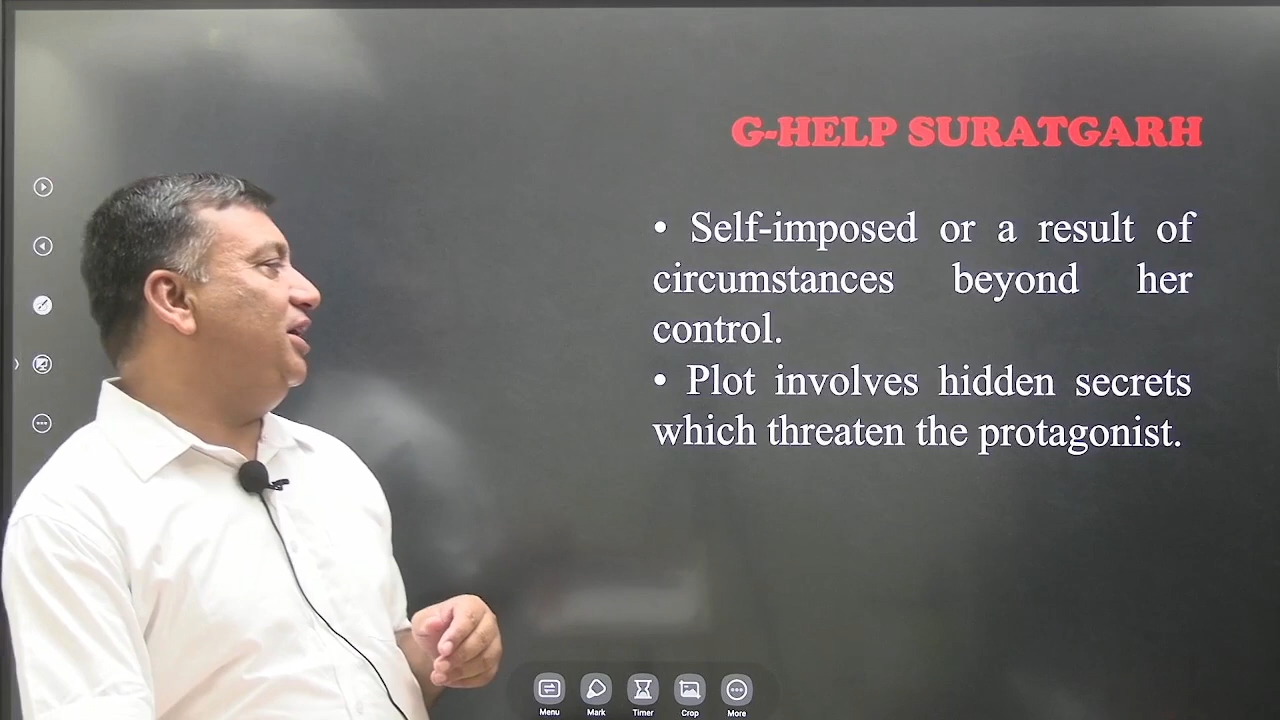 G-HELP SURATGARH
• Self-imposed or a result of
circumstances beyond her
control.
• Plot involves hidden secrets
which threaten the protagonist.
Menu Mark Timer Crop More